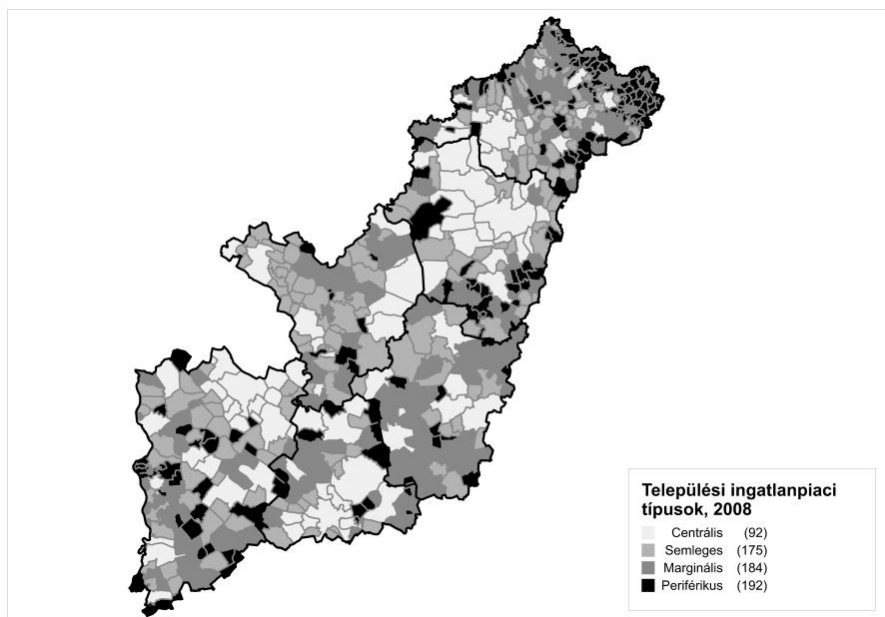 Települési ingatlanpiaci
típusok, 2008
Centrális (92)
Semleges (175)
Marginális (184)
Periférikus (192)